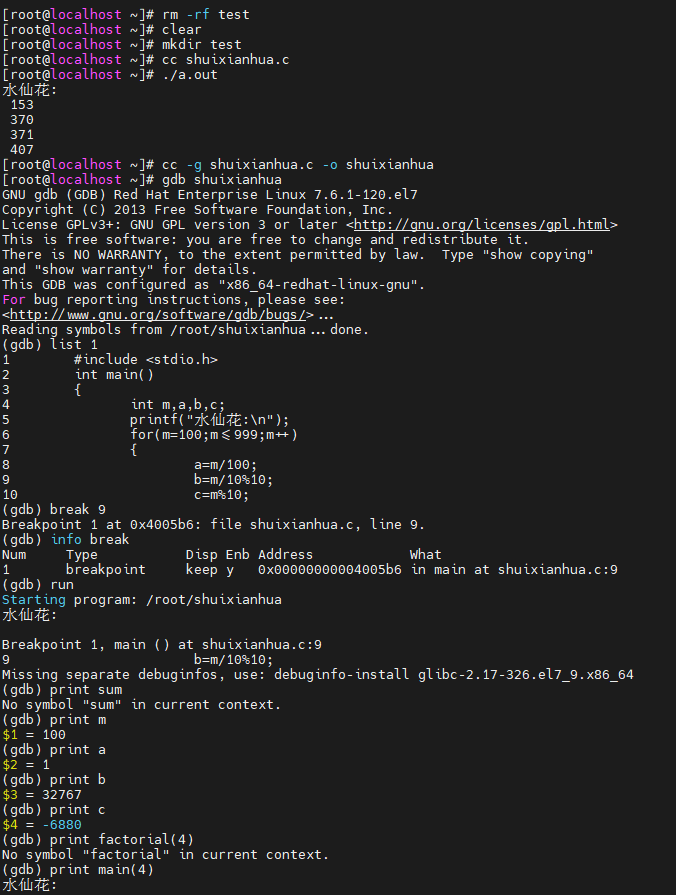 [root@localhost ~]# rm -rf test
[root@localhost ~]# clear
[root@localhost ~]# mkdir test
[root@localhost ~]# cc shuixianhua.c
[root@localhost ~]# ./a.out
水仙花:
 153
 370
 371
 407
[root@localhost ~]# cc -g shuixianhua.c -o shuixianhua
[root@localhost ~]# gdb shuixianhua
GNU gdb (GDB) Red Hat Enterprise Linux 7.6.1-120.el7
Copyright (C) 2013 Free Software Foundation, Inc.
License GPLv3+: GNU GPL version 3 or later <http://gnu.org/licenses/gpl.html>
This is free software: you are free to change and redistribute it.
There is NO WARRANTY, to the extent permitted by law.  Type "show copying"
and "show warranty" for details.
This GDB was configured as "x86_64-redhat-linux-gnu".
For bug reporting instructions, please see:
<http://www.gnu.org/software/gdb/bugs/>...
Reading symbols from /root/shuixianhua...done.
(gdb) list 1
1       #include <stdio.h>
2       int main()
3       {
4               int m,a,b,c;
5               printf("水仙花:\n");
6               for(m=100;m<=999;m++)
7               {
8                       a=m/100;
9                       b=m/10%10;
10                      c=m%10;
(gdb) break 9
Breakpoint 1 at 0x4005b6: file shuixianhua.c, line 9.
(gdb) info break
Num     Type           Disp Enb Address            What
1       breakpoint     keep y   0x00000000004005b6 in main at shuixianhua.c:9
(gdb) run
Starting program: /root/shuixianhua
水仙花:

Breakpoint 1, main () at shuixianhua.c:9
9                       b=m/10%10;
Missing separate debuginfos, use: debuginfo-install glibc-2.17-326.el7_9.x86_64
(gdb) print sum
No symbol "sum" in current context.
(gdb) print m
$1 = 100
(gdb) print a
$2 = 1
(gdb) print b
$3 = 32767
(gdb) print c
$4 = -6880
(gdb) print factorial(4)
No symbol "factorial" in current context.
(gdb) print main(4)
水仙花: